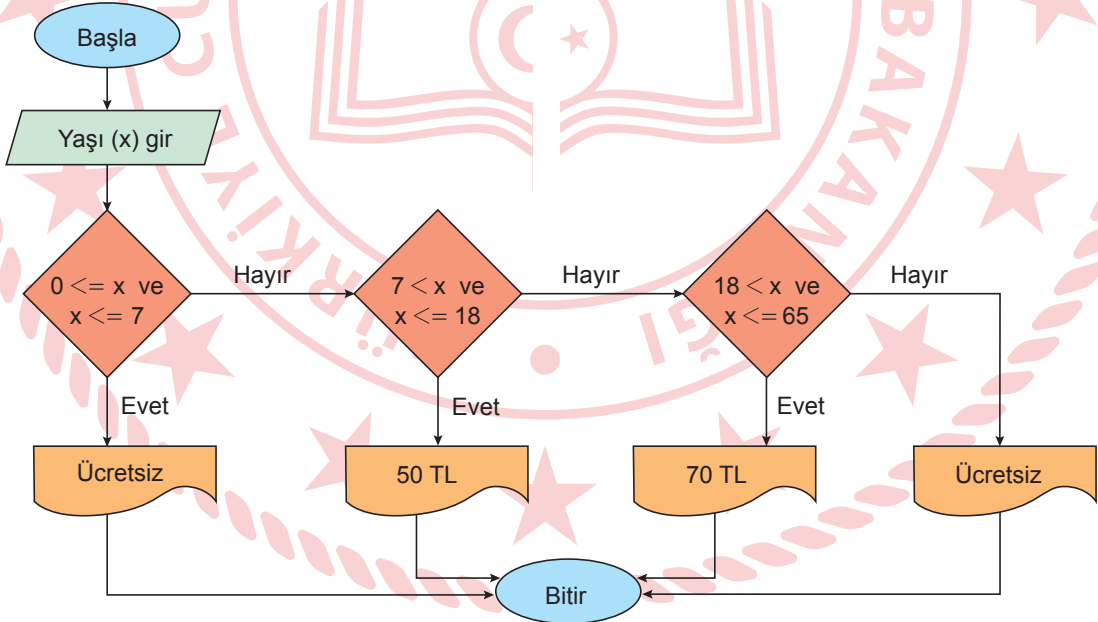 Başla
Yaşı (x) gir
0 <= x ve
x <= 7
Hayır
7 < x ve
x <= 18
Hayır
18 < x ve
x <= 65
Hayır
Evet
Evet
Evet
Ücretsiz
50 TL
70 TL
Ücretsiz
Bitir